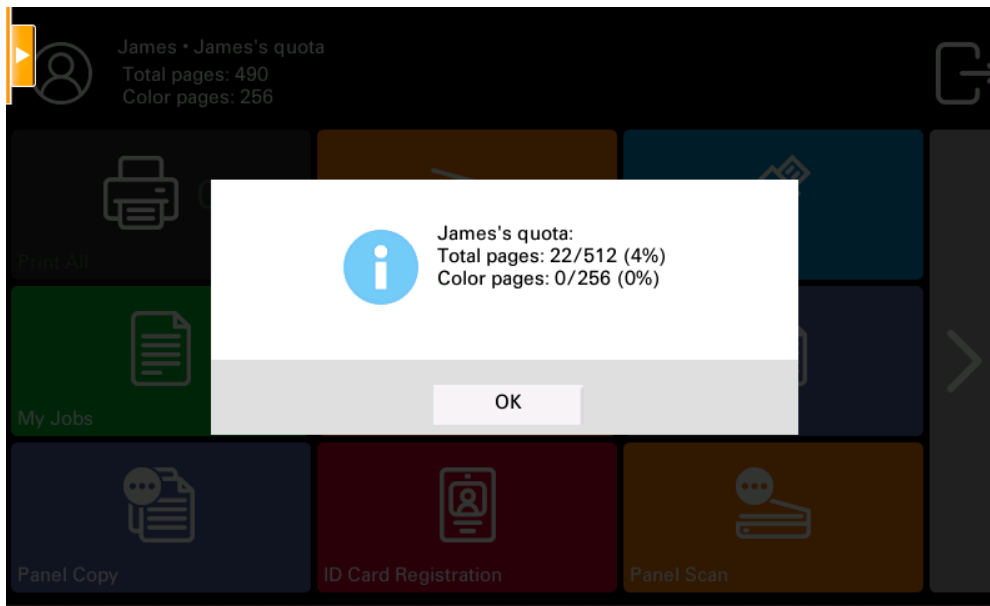 James • James's quota
Total pages: 490
Color pages: 256
Print All
James's quota:
Total pages: 22/512 (4%)
Color pages: 0/256 (0%)
OK
My Jobs
Panel Copy
ID Card Registration
Panel Scan